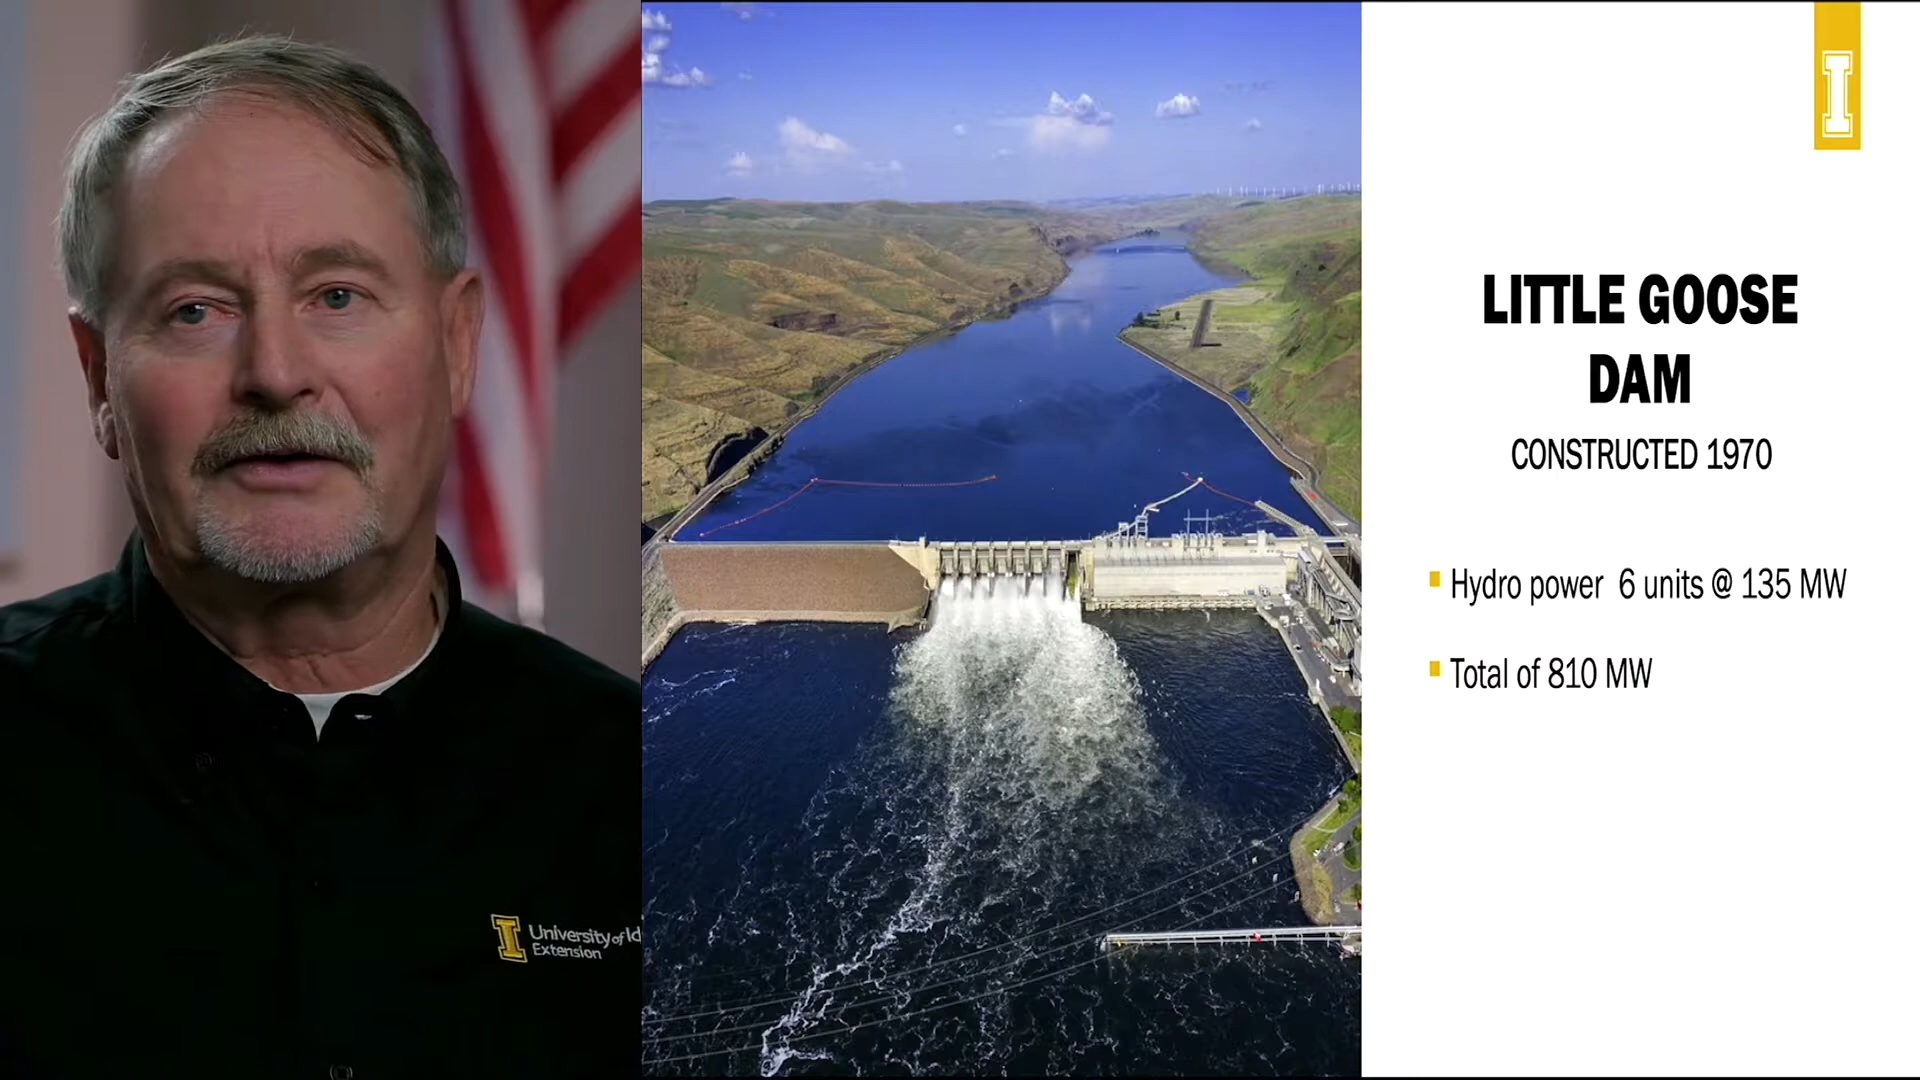 University of Id
Extension
LITTLE GOOSE
DAM
CONSTRUCTED 1970
Hydro power 6 units @ 135 MW
Total of 810 MW